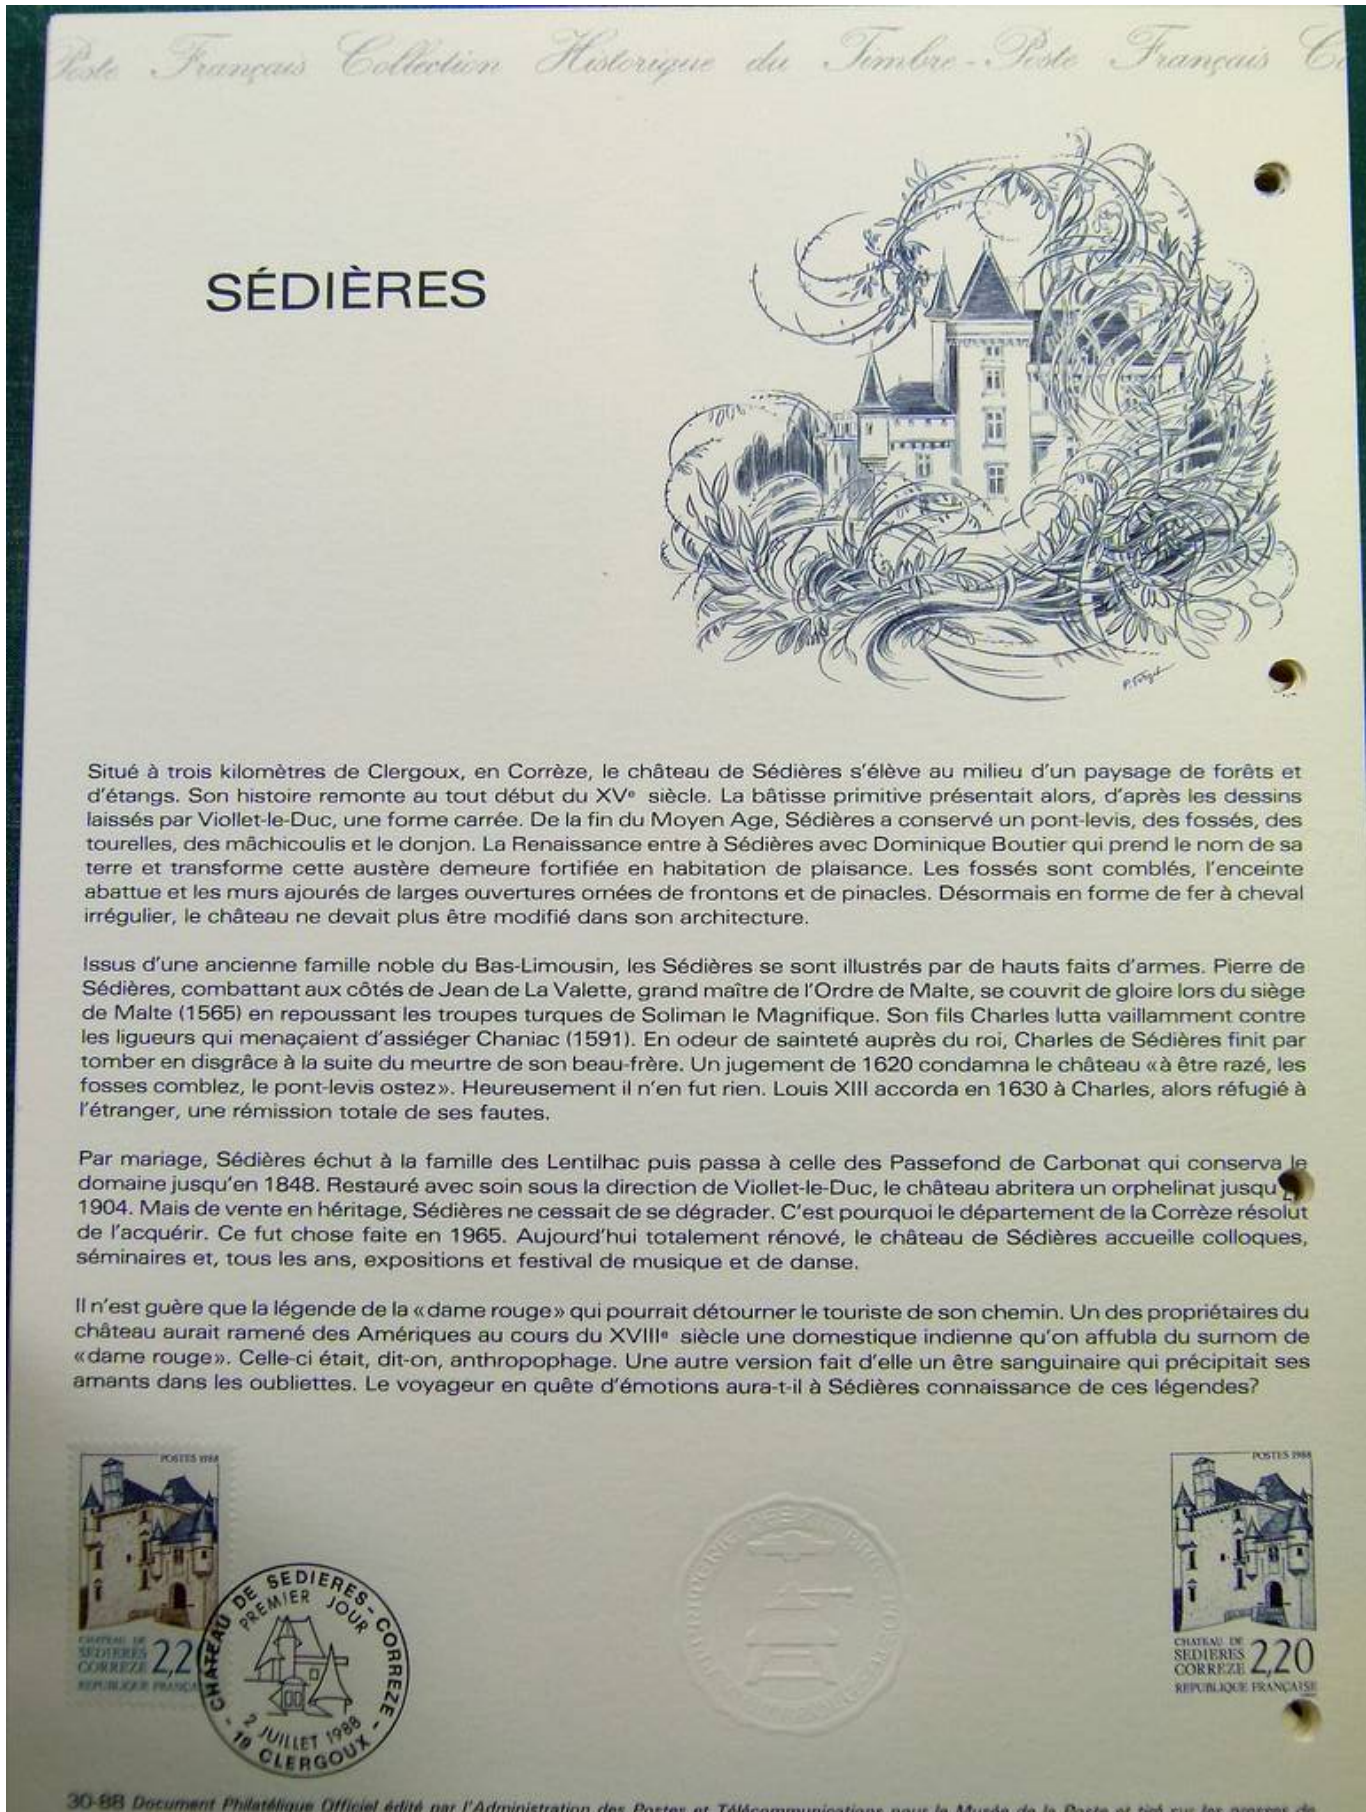 Poste Français Collection Historique du Timbre-Poste Français
SÉDIÈRES
Situé à trois kilomètres de Clergoux, en Corrèze, le château de Sédières s'élève au milieu d'un paysage de forêts et
d'étangs. Son histoire remonte au tout début du XVe siècle. La bâtisse primitive présentait alors, d'après les dessins
laissés par Viollet-le-Duc, une forme carrée. De la fin du Moyen Age, Sédières a conservé un pont-levis, des fossés, des
tourelles, des mâchicoulis et le donjon. La Renaissance entre à Sédières avec Dominique Boutier qui prend le nom de sa
terre et transforme cette austère demeure fortifiée en habitation de plaisance. Les fossés sont comblés, l'enceinte
abattue et les murs ajourés de larges ouvertures ornées de frontons et de pinacles. Désormais en forme de fer à cheval
irrégulier, le château ne devait plus être modifié dans son architecture.
Issus d'une ancienne famille noble du Bas-Limousin, les Sédières se sont illustrés par de hauts faits d'armes. Pierre de
Sédières, combattant aux côtés de Jean de La Valette, grand maître de l'Ordre de Malte, se couvrit de gloire lors du siège
de Malte (1565) en repoussant les troupes turques de Soliman le Magnifique. Son fils Charles lutta vaillamment contre
les ligueurs qui menaçaient d'assiéger Chaniac (1591). En odeur de sainteté auprès du roi, Charles de Sédières finit par
tomber en disgrâce à la suite du meurtre de son beau-frère. Un jugement de 1620 condamna le château «à être razé, les
fosses comblez, le pont-levis ostez». Heureusement il n'en fut rien. Louis XIII accorda en 1630 à Charles, alors réfugié à
l'étranger, une rémission totale de ses fautes.
Par mariage, Sédières échut à la famille des Lentilhac puis passa à celle des Passefond de Carbonat qui conserva le
domaine jusqu'en 1848. Restauré avec soin sous la direction de Viollet-le-Duc, le château abritera un orphelinat jusqu'
1904. Mais de vente en héritage, Sédières ne cessait de se dégrader. C'est pourquoi le département de la Corrèze résolut
de l'acquérir. Ce fut chose faite en 1965. Aujourd'hui totalement rénové, le château de Sédières accueille colloques,
séminaires et, tous les ans, expositions et festival de musique et de danse.
Il n'est guère que la légende de la «dame rouge» qui pourrait détourner le touriste de son chemin. Un des propriétaires du
château aurait ramené des Amériques au cours du XVIIIe siècle une domestique indienne qu'on affubla du surnom de
«dame rouge». Celle-ci était, dit-on, anthropophage. Une autre version fait d'elle un être sanguinaire qui précipitait ses
amants dans les oubliettes. Le voyageur en quête d'émotions aura-t-il à Sédières connaissance de ces légendes?
POSTES 1988
CHATEAU DE
SEDIERES
CORREZE 2,2
REPUBLIQUE FRANÇA
CHATEAU DE SEDIERES - CORREZE -
PREMIER JOUR
2 JUILLET 1988
19 CLERGOUX
POSTES 1988
CHATEAU DE
SEDIERES
CORREZE 2,20
REPUBLIQUE FRANÇAISE
30-88 Document Philatélique Officiel édité par l'Administration des Postes et Télécommunications pour le Musée de la Poste et tiré sur les presses de